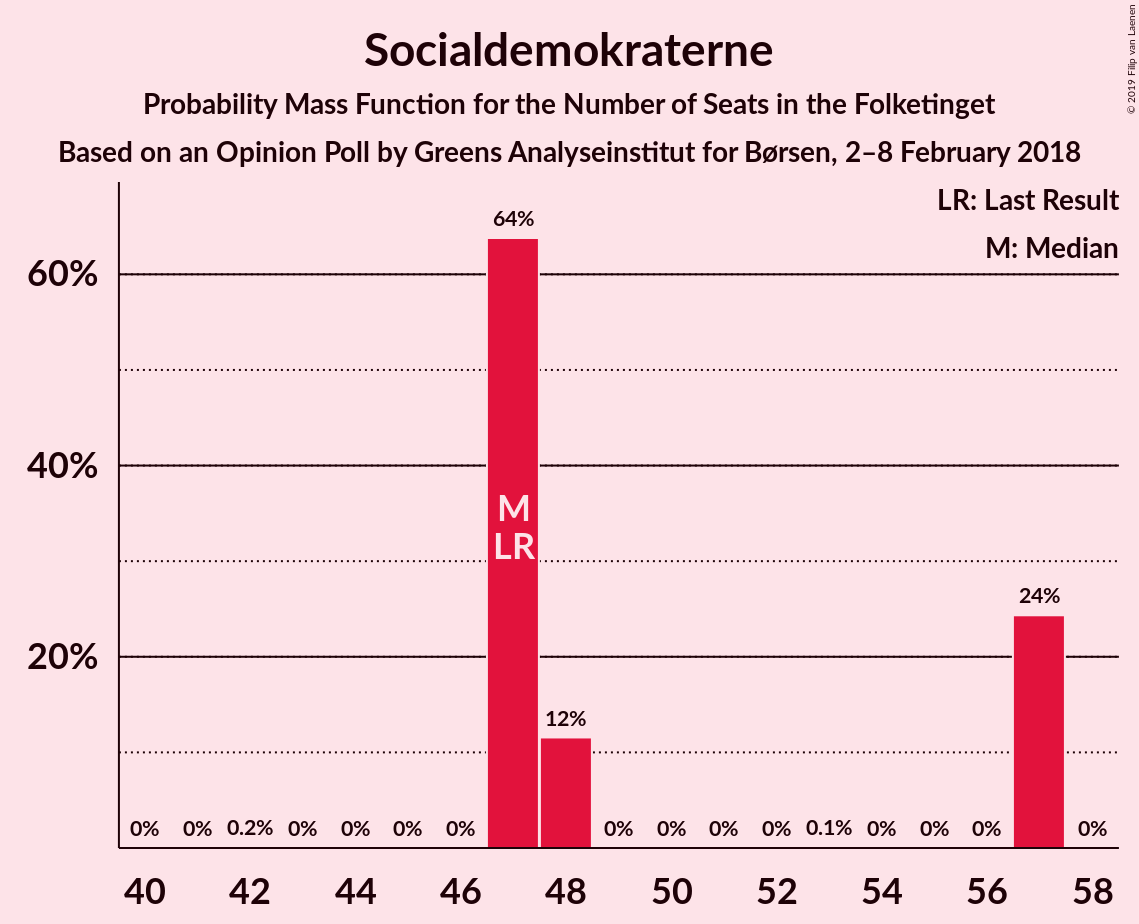 Socialdemokraterne
Probability Mass Function for the Number of Seats in the Folketinget
Based on an Opinion Poll by Greens Analyseinstitut for Børsen, 2–8 February 2018
© 2019 Filip van Laenen
LR: Last Result
M: Median
60%
40%
20%
64%
M
LR
24%
12%
0% 0% 0.2% 0% 0% 0% 0% 0% 0% 0% 0% 0.1% 0% 0% 0% 0%
40 42 44 46 48 50 52 54 56 58